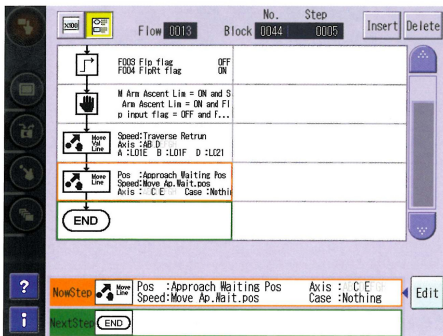 No. Step
x100 Flow 0013 Block 0044 0005 Insert Delete
F003 Flp flag OFF
F004 FlpRt flag ON
M Arm Ascent Lim = ON and S
Arm Ascent Lim = ON and Fl
p input flag = OFF and f...
Move Val Line
Speed:Traverse Retrun
Axis :AB D
A :L01E B :L01F D :LC21
Move Line
Pos :Approach Waiting Pos
Speed:Move Ap.Wait.pos
Axis : C E Case :Nothin
END
NowStep Move Line Pos :Approach Waiting Pos Axis : C E
Speed:Move Ap.Wait.pos Case :Nothing
Edit
NextStep END
?
i